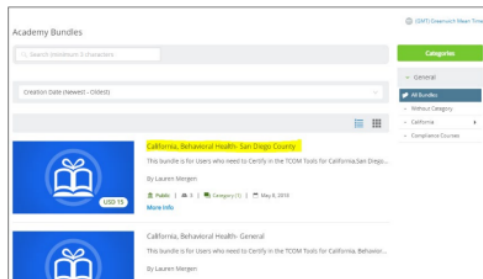 (GMT) Greenwich Mean Time
Academy Bundles
Search (minimum 3 characters)
Categories
General
Creation Date (Newest - Oldest)
All Bundles
Without Category
California
Compliance Courses
California, Behavioral Health- San Diego County
This bundle is for Users who need to Certify in the TCOM Tools for California.San Diego...
By Lauren Mergen
USD 15
Public | 3 | Category (1) | May 8, 2018
More info
California, Behavioral Health- General
This bundle is for Users who need to Certify in the TCOM Tools for California, Behavior...
By Lauren Mergen